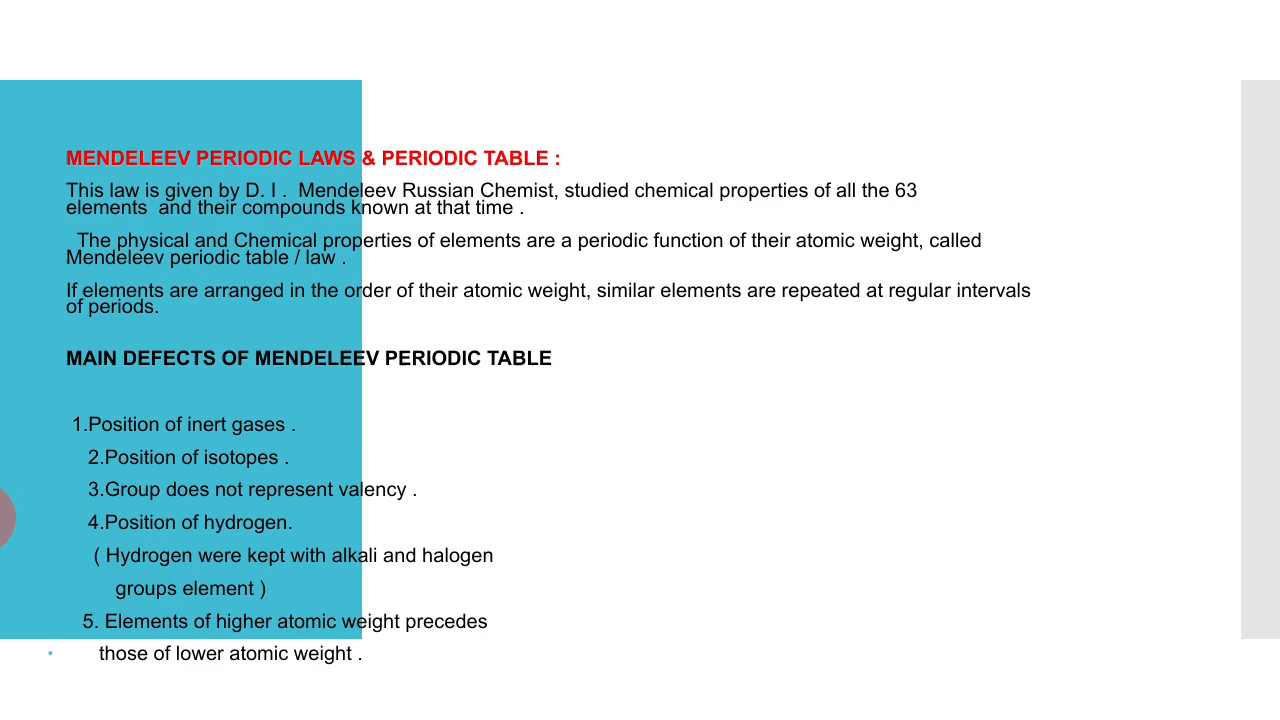 MENDELEEV PERIODIC LAWS & PERIODIC TABLE :
This law is given by D. I .  Mendeleev Russian Chemist, studied chemical properties of all the 63
elements  and their compounds known at that time .
The physical and Chemical properties of elements are a periodic function of their atomic weight, called
Mendeleev periodic table / law .
If elements are arranged in the order of their atomic weight, similar elements are repeated at regular intervals
of periods.
MAIN DEFECTS OF MENDELEEV PERIODIC TABLE
1.Position of inert gases .
2.Position of isotopes .
3.Group does not represent valency .
4.Position of hydrogen.
( Hydrogen were kept with alkali and halogen
groups element )
5. Elements of higher atomic weight precedes
• those of lower atomic weight .